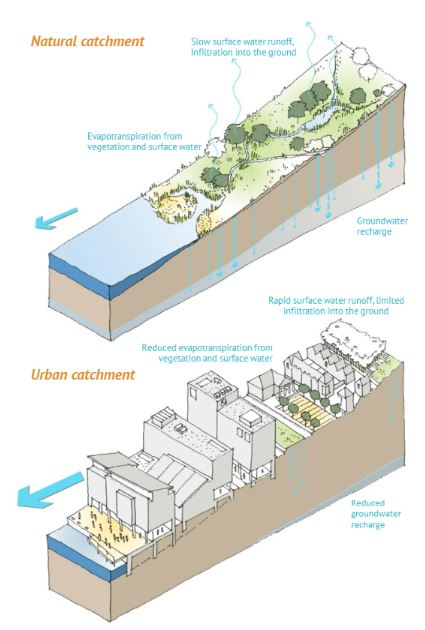 Natural catchment
Slow surface water runoff,
Infiltration into the ground
Evapotranspiration from
vegetation and surface water
Groundwater
recharge
Rapid surface water runoff, limited
infiltration into the ground
Reduced evapotranspiration from
vegetation and surface water
Urban catchment
Reduced
groundwater
recharge